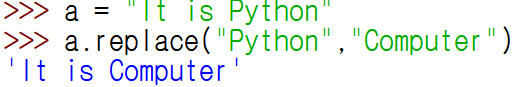 >>> a = "It is Python"
>>> a.replace("Python","Computer")
'It is Computer'